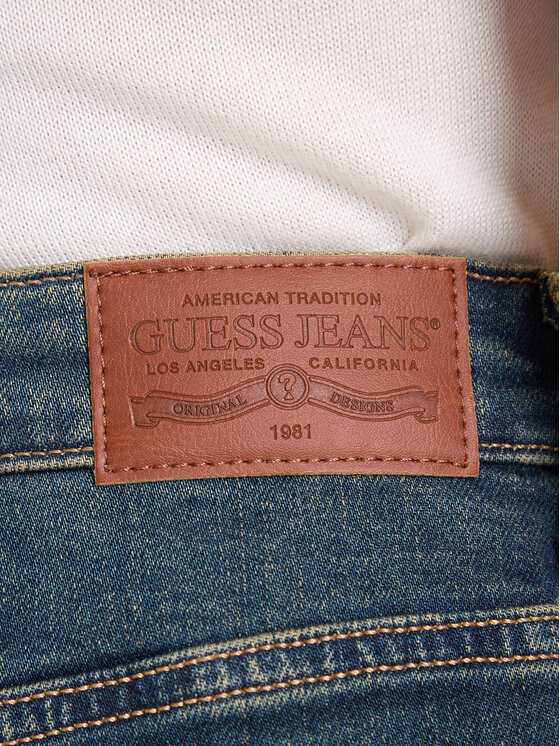 AMERICAN TRADITION
GUESS JEANS®
LOS ANGELES CALIFORNIA
ORIGINAL ? DESIGNS
1981